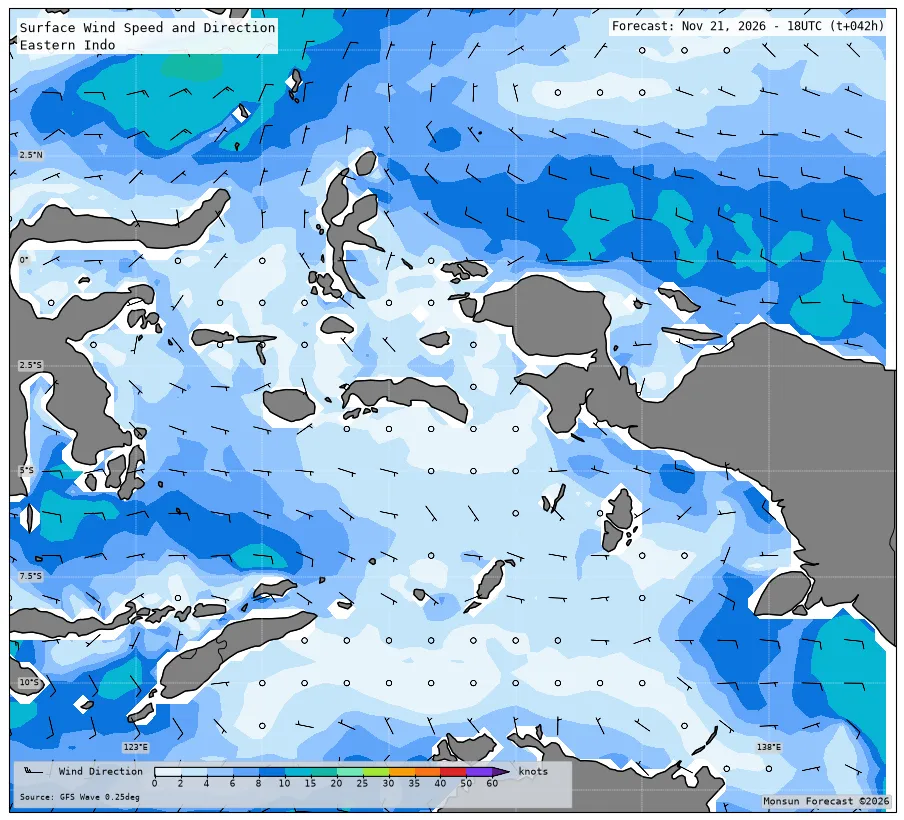 Surface Wind Speed and Direction
Eastern Indo
Forecast: Nov 21, 2026 - 18UTC (t+042h)
2.5°N
0°
2.5°S
5°S
7.5°S
10°S
123°E
138°E
Wind Direction
0 2 4 6 8 10 15 20 25 30 35 40 50 60
knots
Source: GFS Wave 0.25deg
Monsun Forecast ©2026